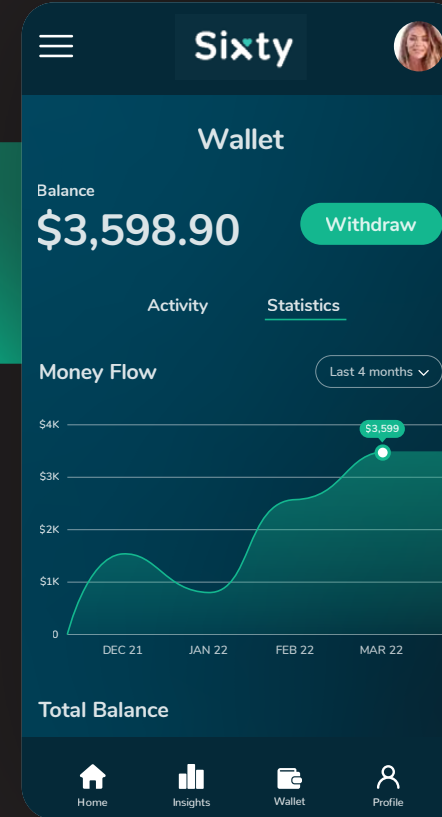 Sixty
Wallet
Balance
$3,598.90
Withdraw
Activity Statistics
Money Flow
Last 4 months
$4K
$3,599
$3K
$2K
$1K
0
DEC 21 JAN 22 FEB 22 MAR 22
Total Balance
Home Insights Wallet Profile